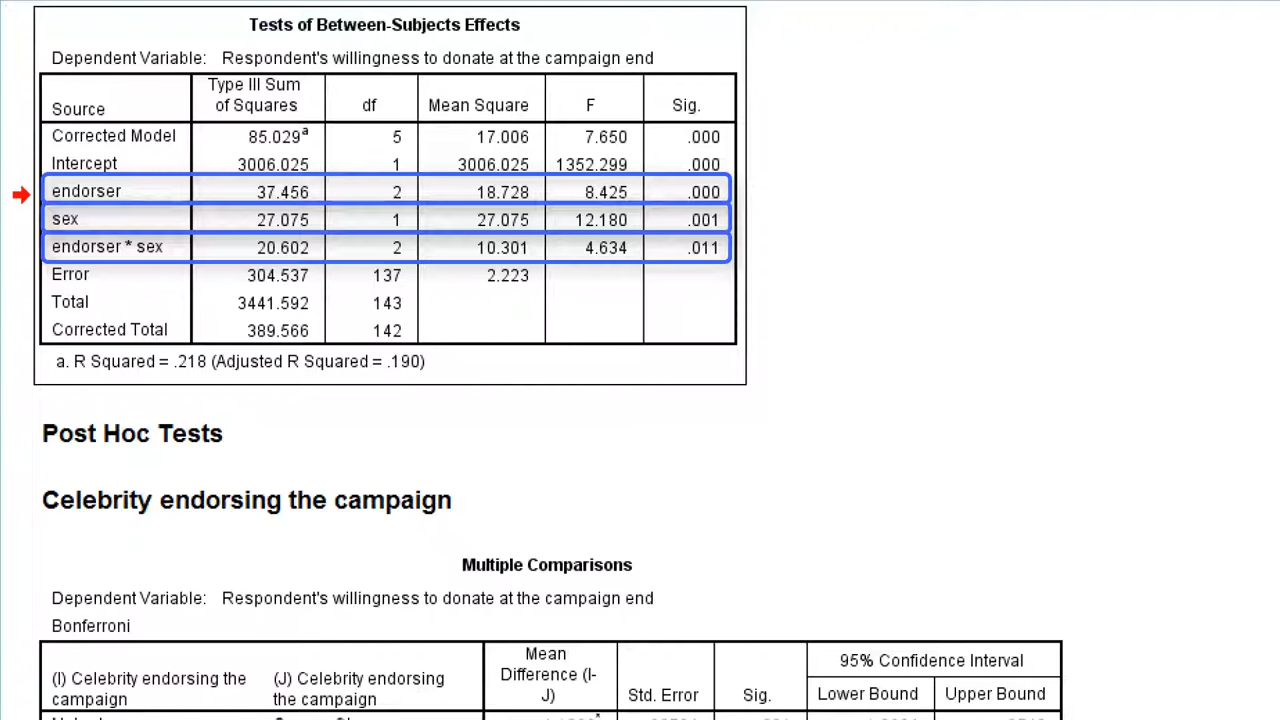 Tests of Between-Subjects Effects
Dependent Variable: Respondent's willingness to donate at the campaign end
Source Type III Sum of Squares df Mean Square F Sig.
Corrected Model 85.029a 5 17.006 7.650 .000
Intercept 3006.025 1 3006.025 1352.299 .000
endorser 37.456 2 18.728 8.425 .000
sex 27.075 1 27.075 12.180 .001
endorser * sex 20.602 2 10.301 4.634 .011
Error 304.537 137 2.223
Total 3441.592 143
Corrected Total 389.566 142
a. R Squared = .218 (Adjusted R Squared = .190)
Post Hoc Tests
Celebrity endorsing the campaign
Multiple Comparisons
Dependent Variable: Respondent's willingness to donate at the campaign end
Bonferroni
(I) Celebrity endorsing the campaign (J) Celebrity endorsing the campaign Mean Difference (I-J) Std. Error Sig. 95% Confidence Interval
Lower Bound Upper Bound